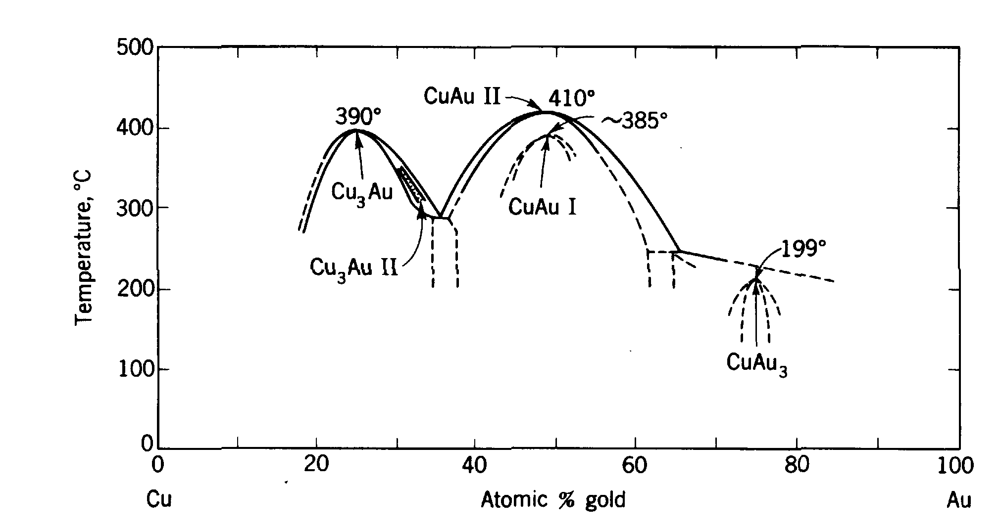 500
CuAu II
410°
390°
~385°
400
Cu₃Au
CuAu I
300
Temperature, °C
199°
Cu₃Au II
200
CuAu₃
100
0
0 20 40 60 80 100
Cu Atomic % gold Au